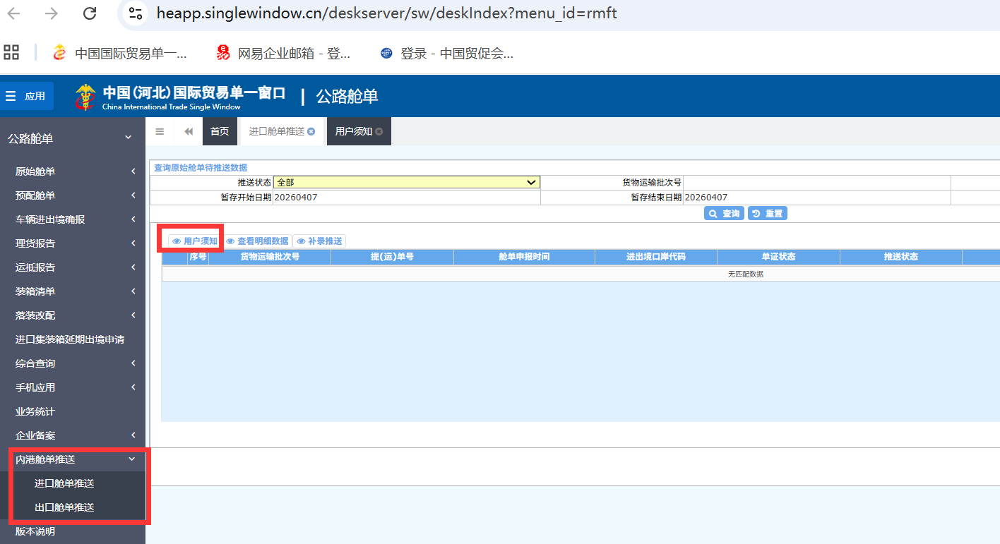 heapp.singlewindow.cn/deskserver/sw/deskIndex?menu_id=rmft
中国国际贸易单一... 网易企业邮箱 - 登... 登录 - 中国贸促会...
应用 中国(河北)国际贸易单一窗口 | 公路舱单
China International Trade Single Window
公路舱单
原始舱单
预配舱单
车辆进出境确报
理货报告
运抵报告
装箱清单
落装改配
进口集装箱延期出境申请
综合查询
手机应用
业务统计
企业备案
内港舱单推送
进口舱单推送
出口舱单推送
版本说明
首页 进口舱单推送 用户须知
查询原始舱单待推送数据
推送状态 全部 货物运输批次号
暂存开始日期 20260407 暂存结束日期 20260407
查询 重置
用户须知 查看明细数据 补录推送
序号 货物运输批次号 提(运)单号 舱单申报时间 进出境口岸代码 单证状态 推送状态
无匹配数据